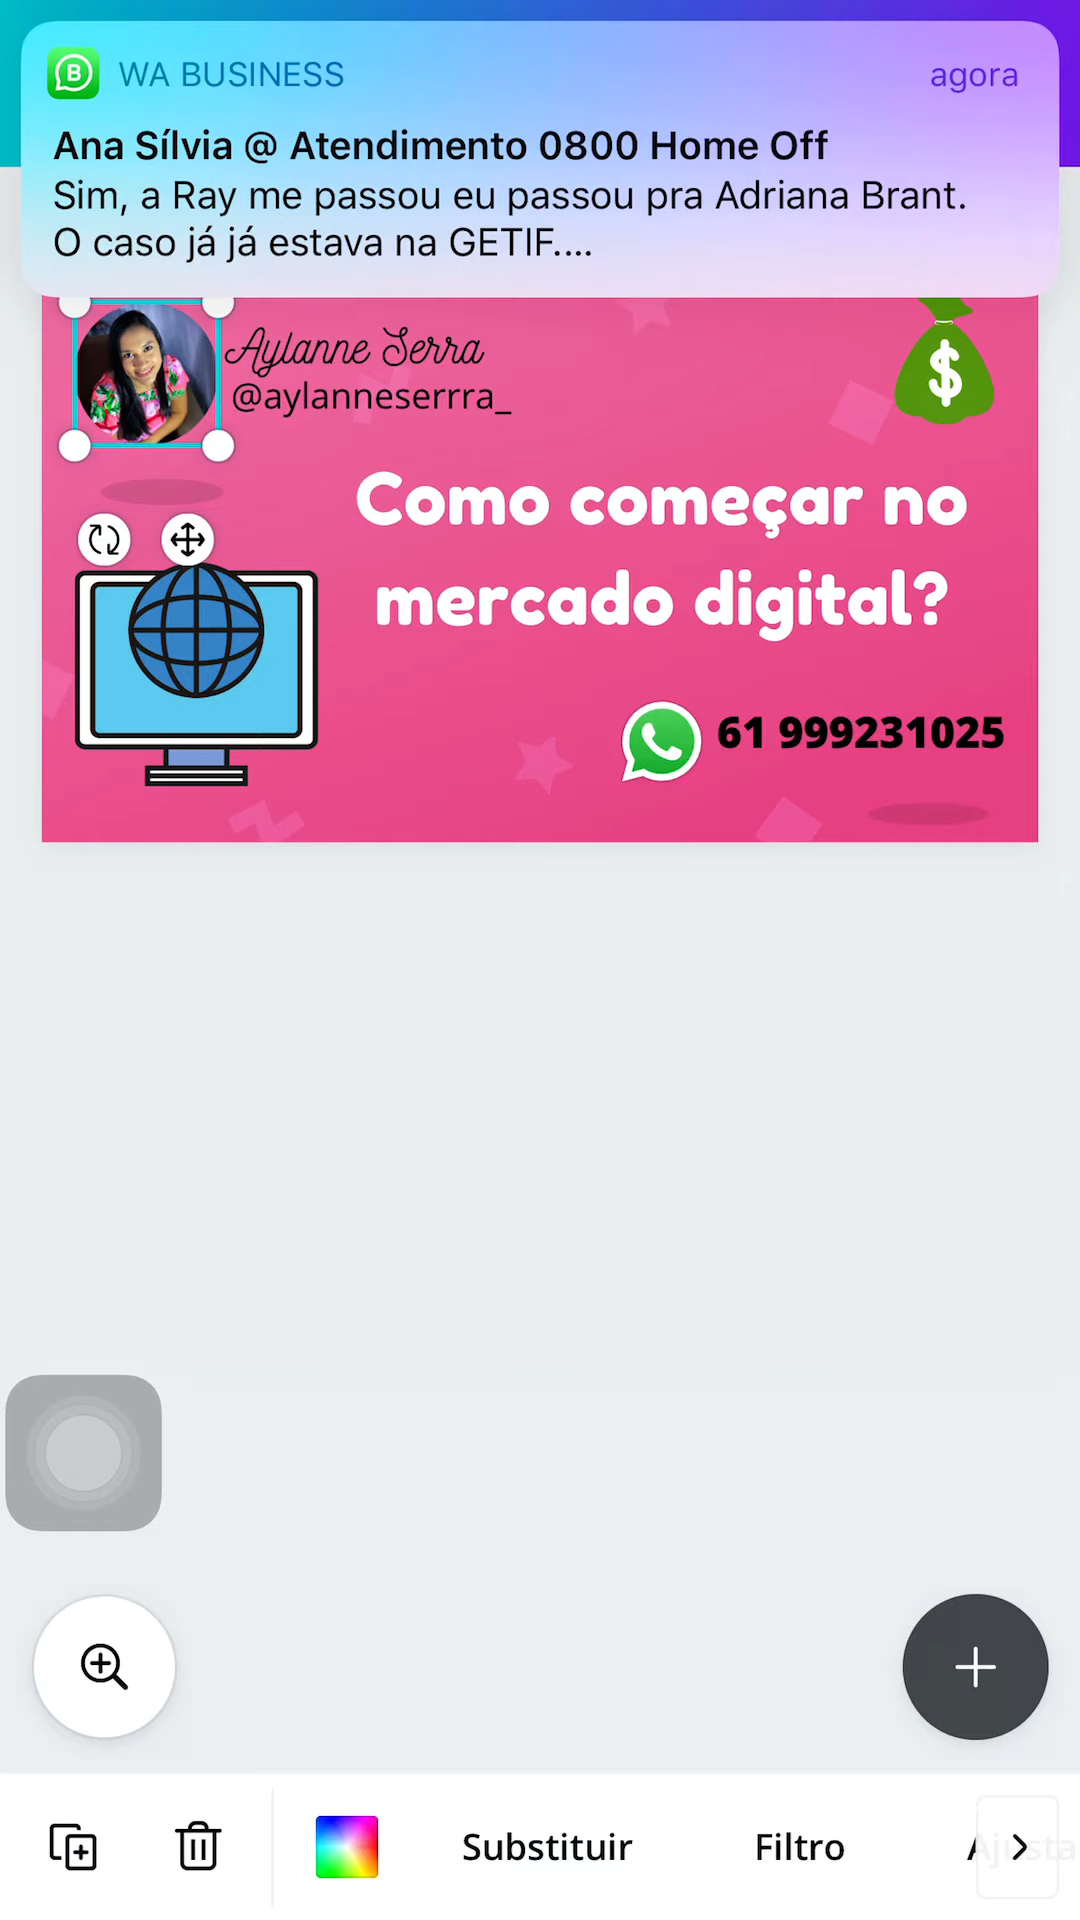 WA BUSINESS
agora
Ana Sílvia @ Atendimento 0800 Home Off
Sim, a Ray me passou eu passou pra Adriana Brant.
O caso já já estava na GETIF....
Aylanne Serra
@aylanneserrra_
$
Como começar no
mercado digital?
61 999231025
Substituir
Filtro
Ajusta